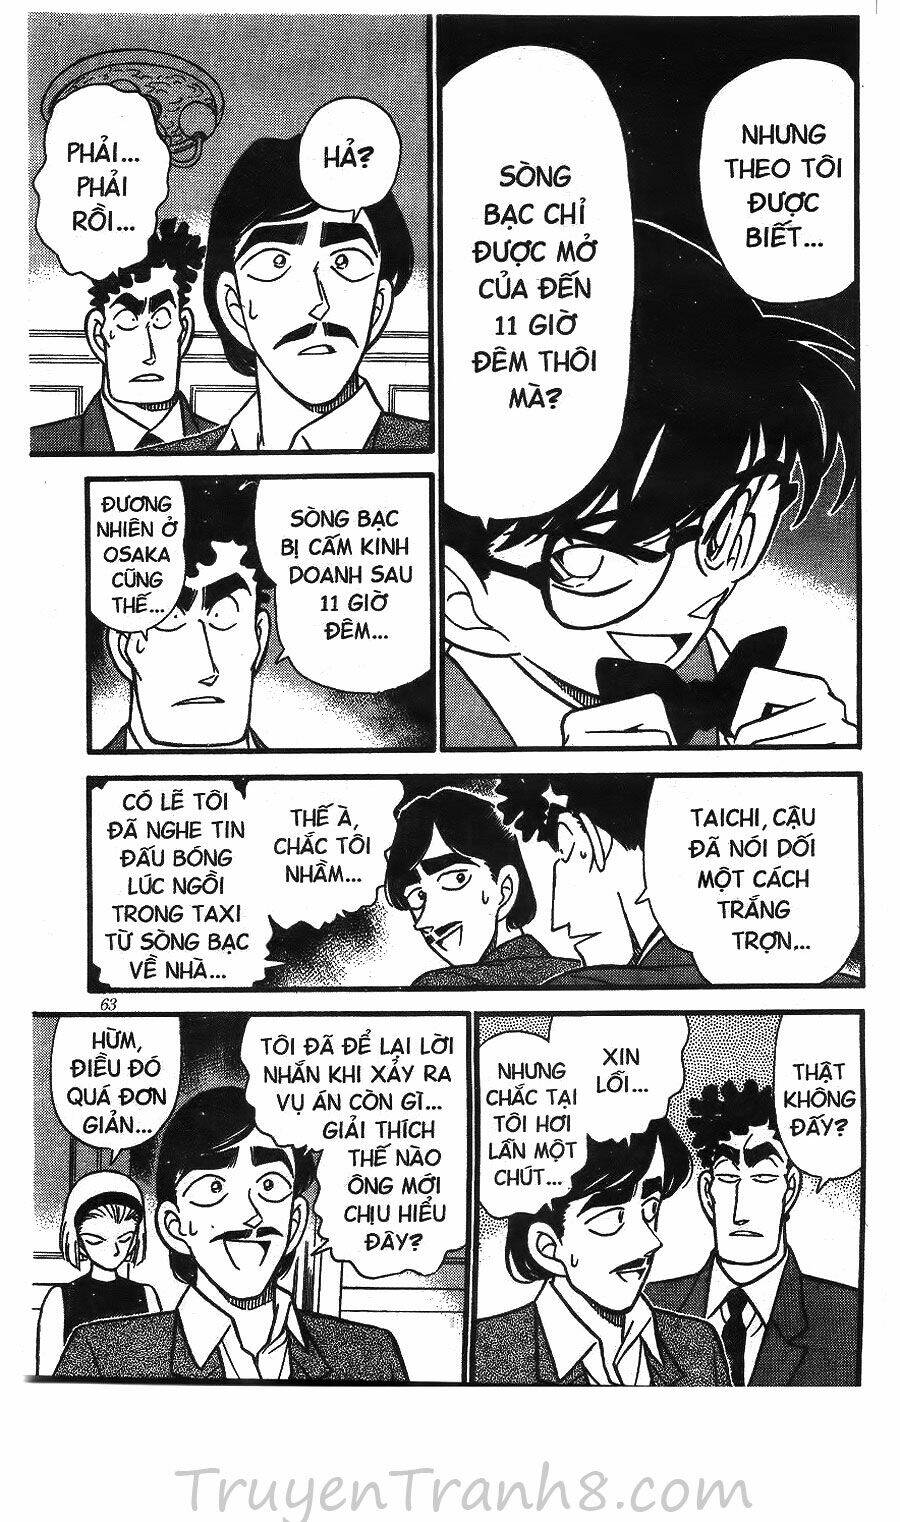 NHƯNG
THEO TÔI
ĐƯỢC
BIẾT...
SÒNG
BẠC CHỈ
ĐƯỢC MỞ
CỦA ĐẾN
11 GIỜ
ĐÊM THÔI
MÀ?
HẢ?
PHẢI...
PHẢI
RỒI...
SÒNG BẠC
BỊ CẤM KINH
DOANH SAU
11 GIỜ
ĐÊM...
ĐƯƠNG
NHIÊN Ở
OSAKA
CŨNG
THẾ...
TAICHI, CẬU
ĐÃ NÓI DỐI
MỘT CÁCH
TRẮNG
TRỢN...
THẾ À,
CHẮC TÔI
NHẦM...
CÓ LẼ TÔI
ĐÃ NGHE TIN
ĐẤU BÓNG
LÚC NGỒI
TRONG TAXI
TỪ SÒNG BẠC
VỀ NHÀ...
63
THẬT
KHÔNG
ĐẤY?
XIN
LỖI...
NHƯNG
CHẮC TẠI
TÔI HƠI
LẦN MỘT
CHÚT...
TÔI ĐÃ ĐỂ LẠI LỜI
NHẮN KHI XẢY RA
VỤ ÁN CÒN GÌ...
GIẢI THÍCH
THẾ NÀO
ÔNG MỚI
CHỊU HIỂU
ĐÂY?
HỪM,
ĐIỀU ĐÓ
QUÁ ĐƠN
GIẢN...
TruyenTranh8.com